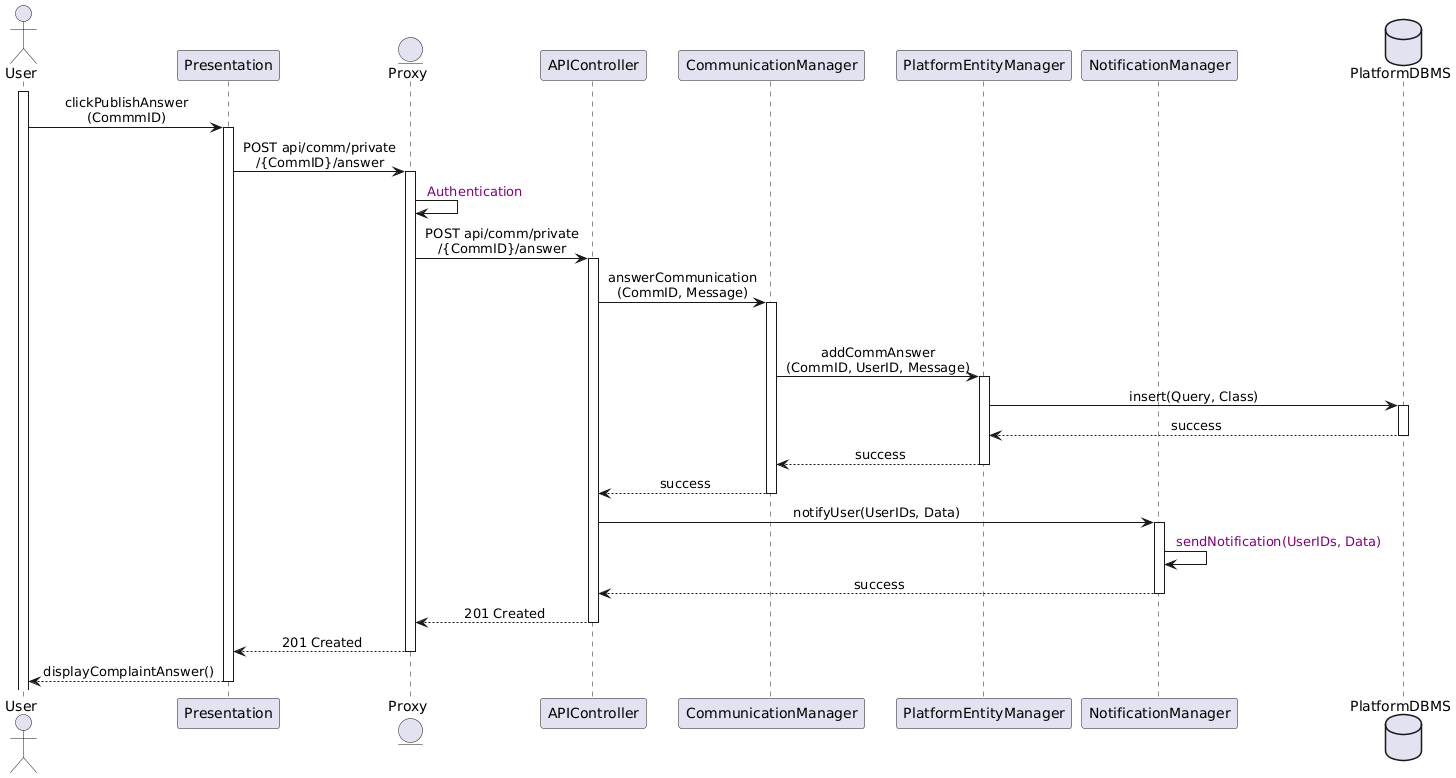 User
Presentation
Proxy
APIController
CommunicationManager
PlatformEntityManager
NotificationManager
PlatformDBMS
clickPublishAnswer
(CommmID)
POST api/comm/private
/{CommID}/answer
Authentication
POST api/comm/private
/{CommID}/answer
answerCommunication
(CommID, Message)
addCommAnswer
(CommID, UserID, Message)
insert(Query, Class)
success
success
success
notifyUser(UserIDs, Data)
sendNotification(UserIDs, Data)
success
201 Created
201 Created
displayComplaintAnswer()
User
Presentation
Proxy
APIController
CommunicationManager
PlatformEntityManager
NotificationManager
PlatformDBMS